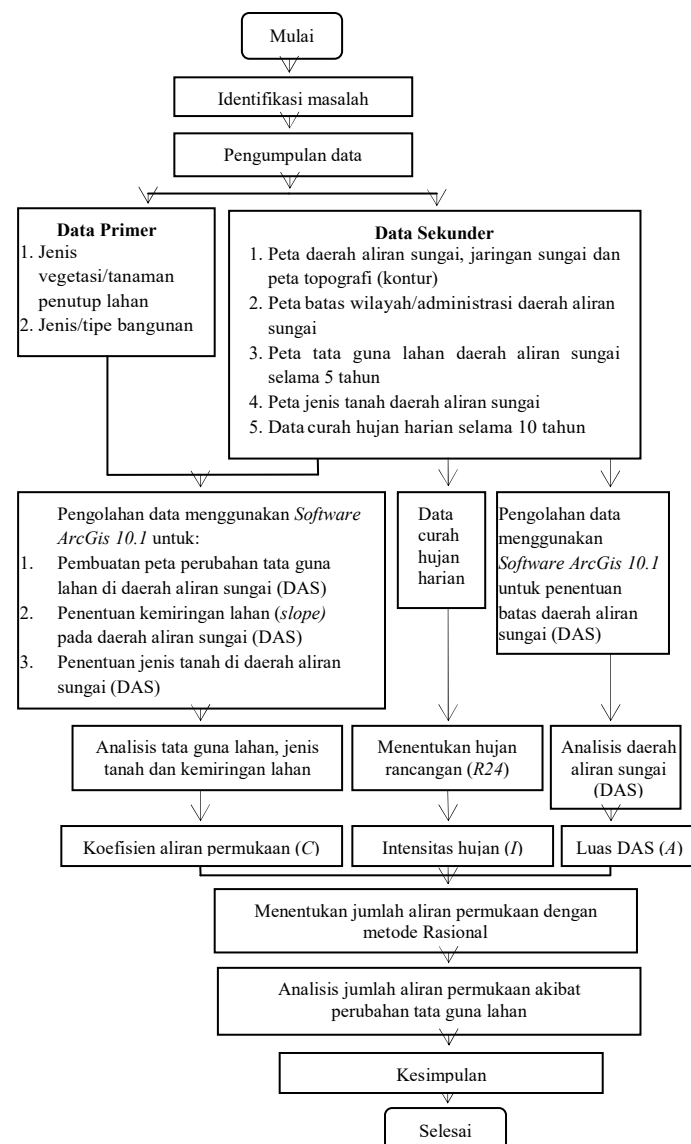 Mulai
Identifikasi masalah
Pengumpulan data
Data Primer
1. Jenis
vegetasi/tanaman
penutup lahan
2. Jenis/tipe bangunan
Data Sekunder
1. Peta daerah aliran sungai, jaringan sungai dan
peta topografi (kontur)
2. Peta batas wilayah/administrasi daerah aliran
sungai
3. Peta tata guna lahan daerah aliran sungai
selama 5 tahun
4. Peta jenis tanah daerah aliran sungai
5. Data curah hujan harian selama 10 tahun
Pengolahan data menggunakan Software
ArcGis 10.1 untuk:
1. Pembuatan peta perubahan tata guna
lahan di daerah aliran sungai (DAS)
2. Penentuan kemiringan lahan (slope)
pada daerah aliran sungai (DAS)
3. Penentuan jenis tanah di daerah aliran
sungai (DAS)
Data
curah
hujan
harian
Pengolahan data
menggunakan
Software ArcGis 10.1
untuk penentuan
batas daerah aliran
sungai (DAS)
Analisis tata guna lahan, jenis
tanah dan kemiringan lahan
Menentukan hujan
rancangan (R24)
Analisis daerah
aliran sungai
(DAS)
Koefisien aliran permukaan (C)
Intensitas hujan (I)
Luas DAS (A)
Menentukan jumlah aliran permukaan dengan
metode Rasional
Analisis jumlah aliran permukaan akibat
perubahan tata guna lahan
Kesimpulan
Selesai